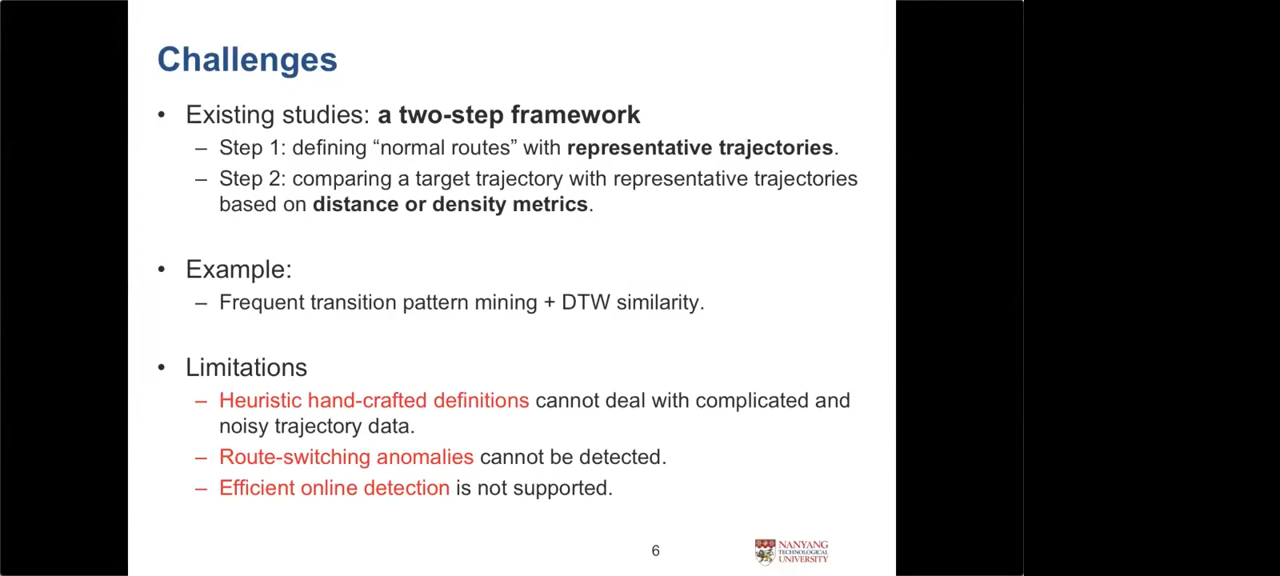 Challenges
• Existing studies: a two-step framework
– Step 1: defining “normal routes” with representative trajectories.
– Step 2: comparing a target trajectory with representative trajectories
based on distance or density metrics.
• Example:
– Frequent transition pattern mining + DTW similarity.
• Limitations
– Heuristic hand-crafted definitions cannot deal with complicated and
noisy trajectory data.
– Route-switching anomalies cannot be detected.
– Efficient online detection is not supported.
6
NANYANG
TECHNOLOGICAL
UNIVERSITY